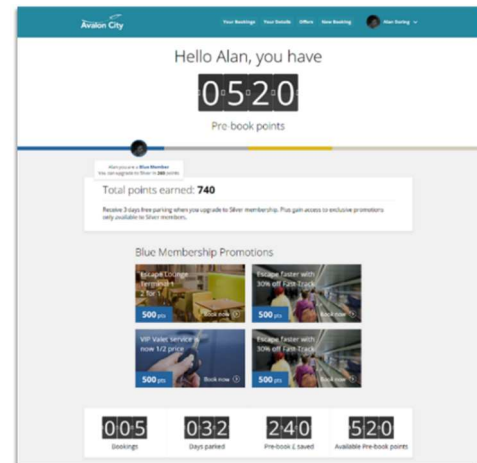 Avalon City
Your Bookings Your Details Offers New Booking Alan Daring
Hello Alan, you have
0520
Pre-book points
Alan you are a Blue Member
You can upgrade to Silver in 260 points
Total points earned: 740
Receive 3 days free parking when you upgrade to Silver membership. Plus gain access to exclusive promotions
only available to Silver members.
Blue Membership Promotions
Escape Lounge
Terminal 1
2 for 1
500 pts Book now
Escape faster with
30% off Fast Track
500 pts Book now
VIP Valet service is
now 1/2 price
500 pts Book now
Escape faster with
30% off Fast Track
500 pts Book now
005
Bookings
032
Days parked
240
Pre-book £ saved
520
Available Pre-book points